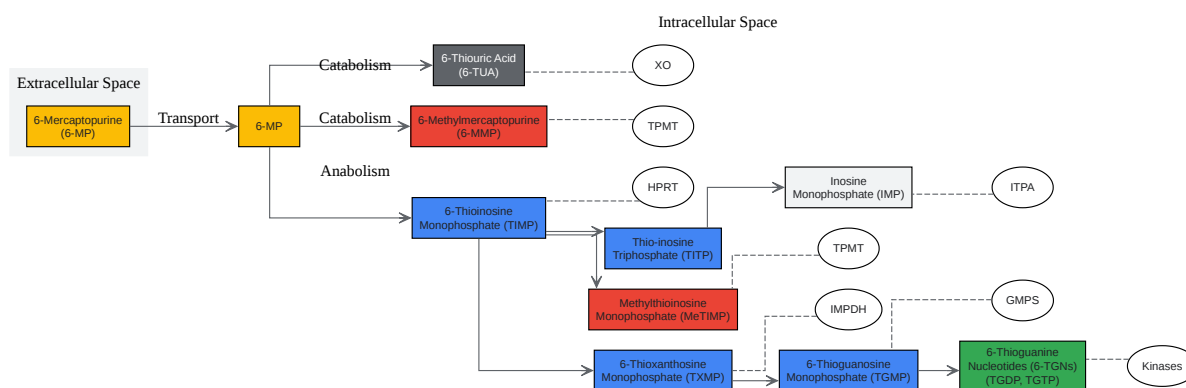 Intracellular Space
Extracellular Space
6-Mercaptopurine
(6-MP)
Transport
6-MP
Catabolism
6-Thiouric Acid
(6-TUA)
XO
Catabolism
6-Methylmercaptopurine
(6-MMP)
TPMT
Anabolism
HPRT
6-Thioinosine
Monophosphate (TIMP)
Inosine
Monophosphate (IMP)
ITPA
Thio-inosine
Triphosphate (TITP)
TPMT
Methylthioinosine
Monophosphate (MeTIMP)
IMPDH
GMPS
6-Thioxanthosine
Monophosphate (TXMP)
6-Thioguanosine
Monophosphate (TGMP)
6-Thioguanine
Nucleotides (6-TGNs)
(TGDP, TGTP)
Kinases